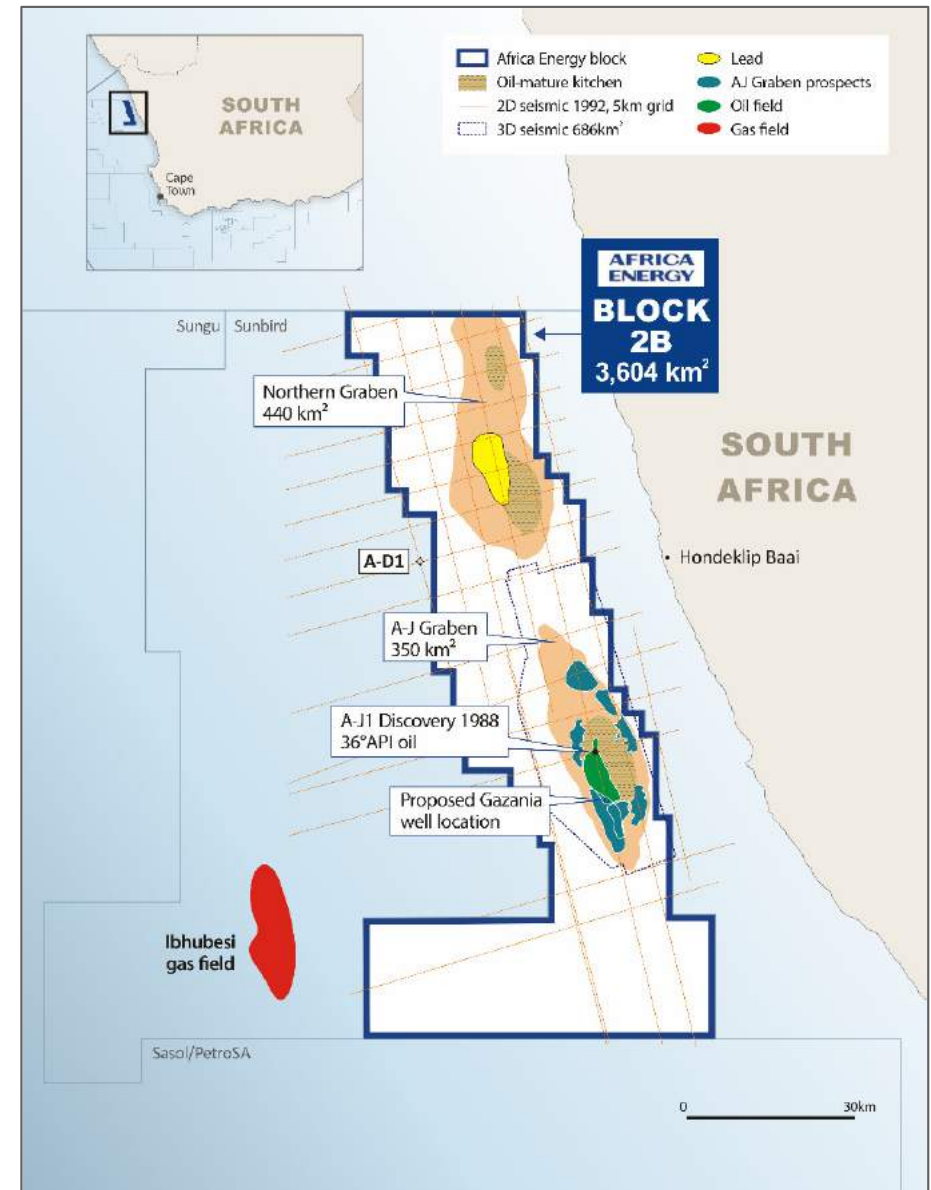 SOUTH
AFRICA
Cape
Town
Africa Energy block
Oil-mature kitchen
2D seismic 1992, 5km grid
3D seismic 686km²
Lead
AJ Graben prospects
Oil field
Gas field
AFRICA
ENERGY
BLOCK
2B
3,604 km²
Sungu
Sunbird
Northern Graben
440 km²
SOUTH
AFRICA
A-D1
Hondeklip Baai
A-J Graben
350 km²
A-J1 Discovery 1988
36°API oil
Proposed Gazania
well location
Ibhubesi
gas field
Sasol/PetroSA
0 30km